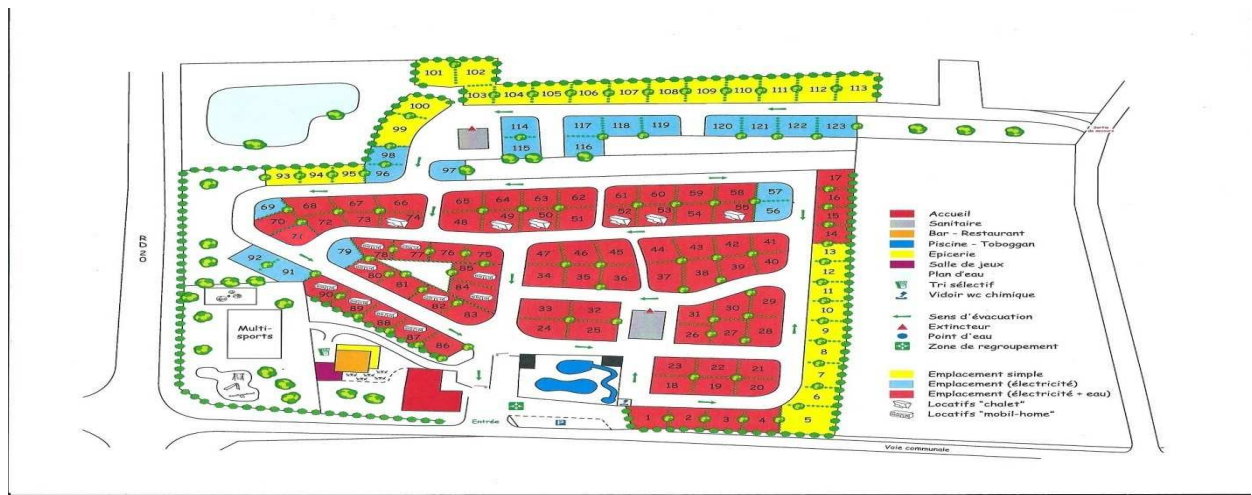 101 102
103 104 105 106 107 108 109 110 111 112 113
100
99
98
96
97
114
115
117 118 119
116
120 121 122 123
93 94 95
69 68 67 66
70 72 73 74
71
65 64 63 62
48 49 50 51
61 60 59 58 57
52 53 54 55 56
17
16
15
14
13
12
11
10
9
8
7
6
5
92
91
79 78 77 76 75
80 81 85
84
82 83
90
89
88
87
86
47 46 45
34 35 36
44 43 42 41
37 38 39 40
33 32
24 25
31 30 29
26 27 28
23 22 21
18 19 20
1 2 3 4
RD20
Multi-
sports
Entrée
P
Voie communale
Accueil
Sanitaire
Bar - Restaurant
Piscine - Toboggan
Epicerie
Salle de jeux
Plan d'eau
Tri sélectif
Vidoir wc chimique
Sens d'évacuation
Extincteur
Point d'eau
Zone de regroupement
Emplacement simple
Emplacement (électricité)
Emplacement (électricité + eau)
Locatifs "chalet"
Locatifs "mobil-home"